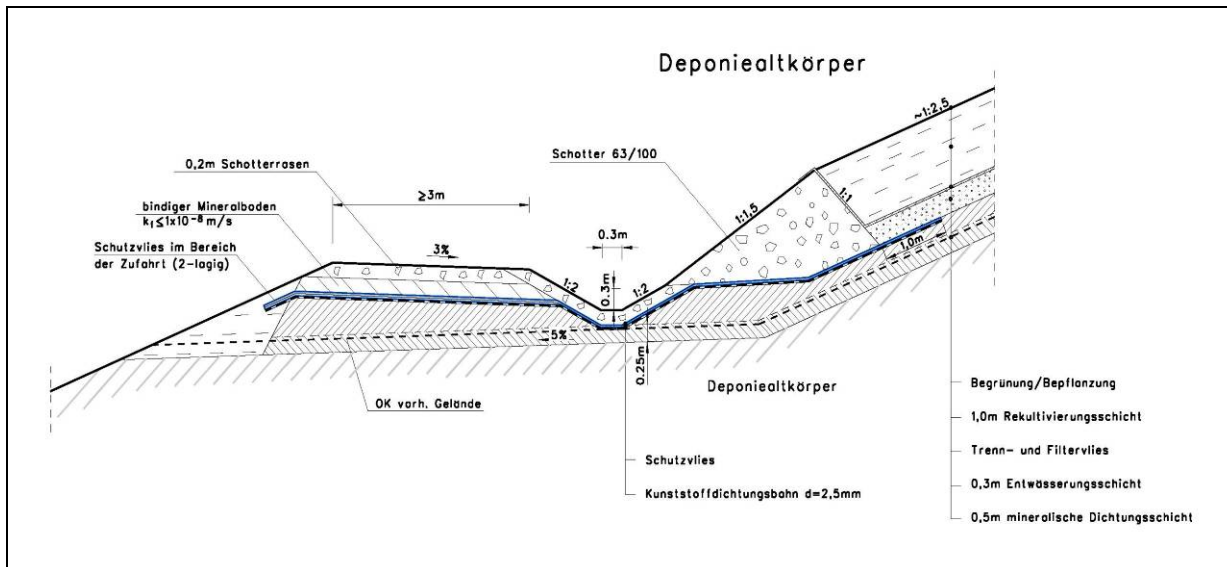 Deponiealtkörper
~1:2,5
0,2m Schotterrasen
Schotter 63/100
bindiger Mineralboden
kf≤1x10⁻⁸m/s
≥3m
1:1
1:1,5
Schutzvlies im Bereich
der Zufahrt (2-lagig)
3%
0.3m
1:2
0.3m
1:2
1,0m
5%
0.25m
OK vorh. Gelände
Deponiealtkörper
Schutzvlies
Kunststoffdichtungsbahn d=2,5mm
Begrünung/Bepflanzung
1,0m Rekultivierungsschicht
Trenn- und Filtervlies
0,3m Entwässerungsschicht
0,5m mineralische Dichtungsschicht